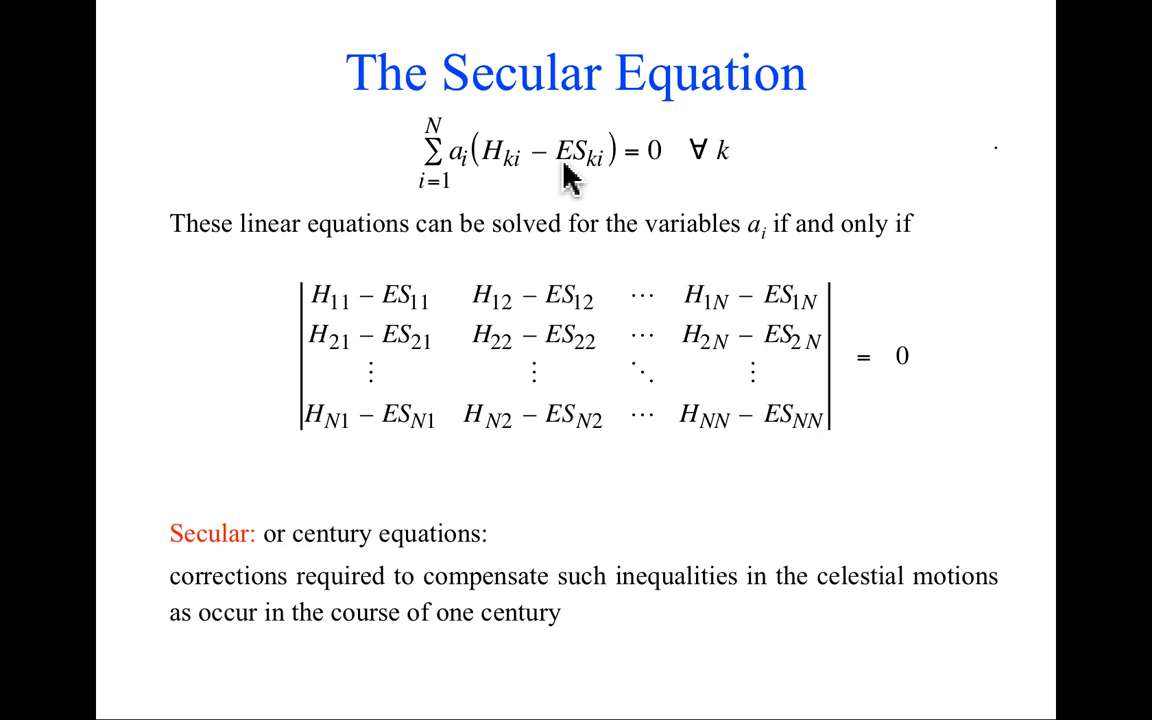 The Secular Equation
N
∑ aᵢ(Hₖᵢ − ESₖᵢ) = 0 ∀ k
i=1
These linear equations can be solved for the variables aᵢ if and only if
H₁₁ − ES₁₁ H₁₂ − ES₁₂ ⋯ H₁N − ES₁N
H₂₁ − ES₂₁ H₂₂ − ES₂₂ ⋯ H₂N − ES₂N
⋮ ⋮ ⋱ ⋮ = 0
HN1 − ESN1 HN2 − ESN2 ⋯ HNN − ESNN
Secular: or century equations:
corrections required to compensate such inequalities in the celestial motions
as occur in the course of one century